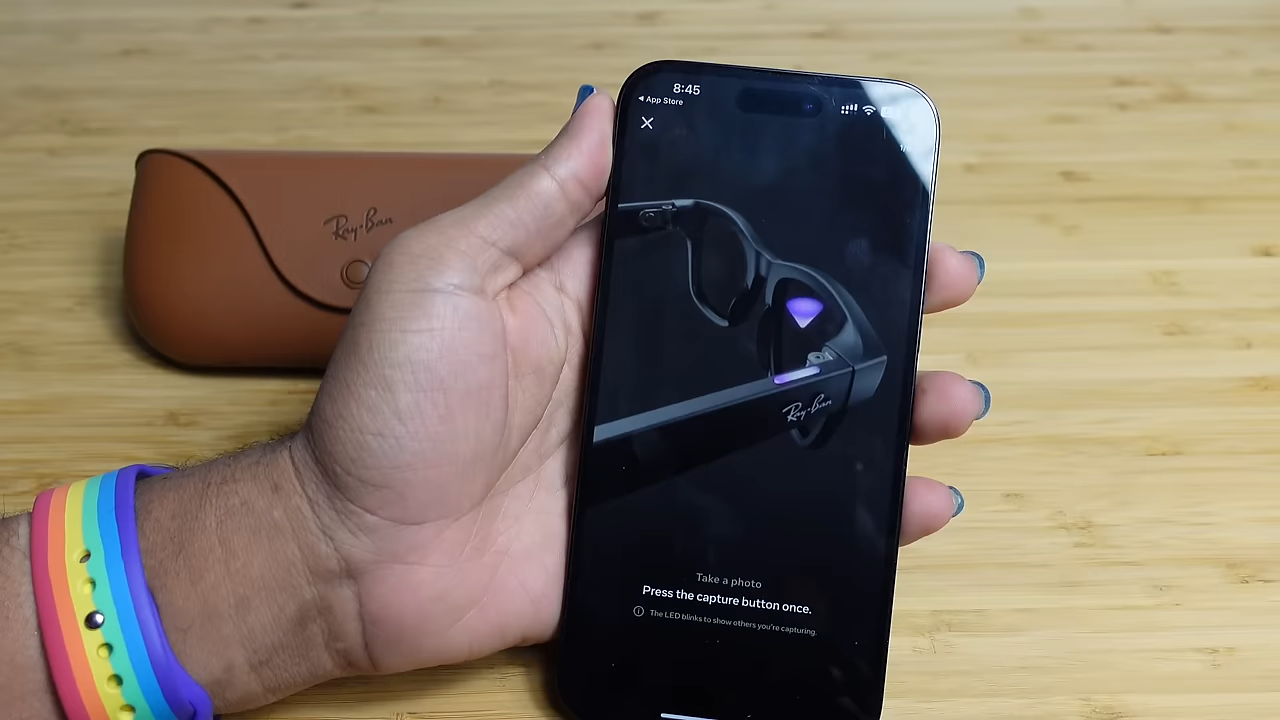 8:45
◀ App Store
Ray-Ban
Ray-Ban
Take a photo
Press the capture button once.
The LED blinks to show others you're capturing.